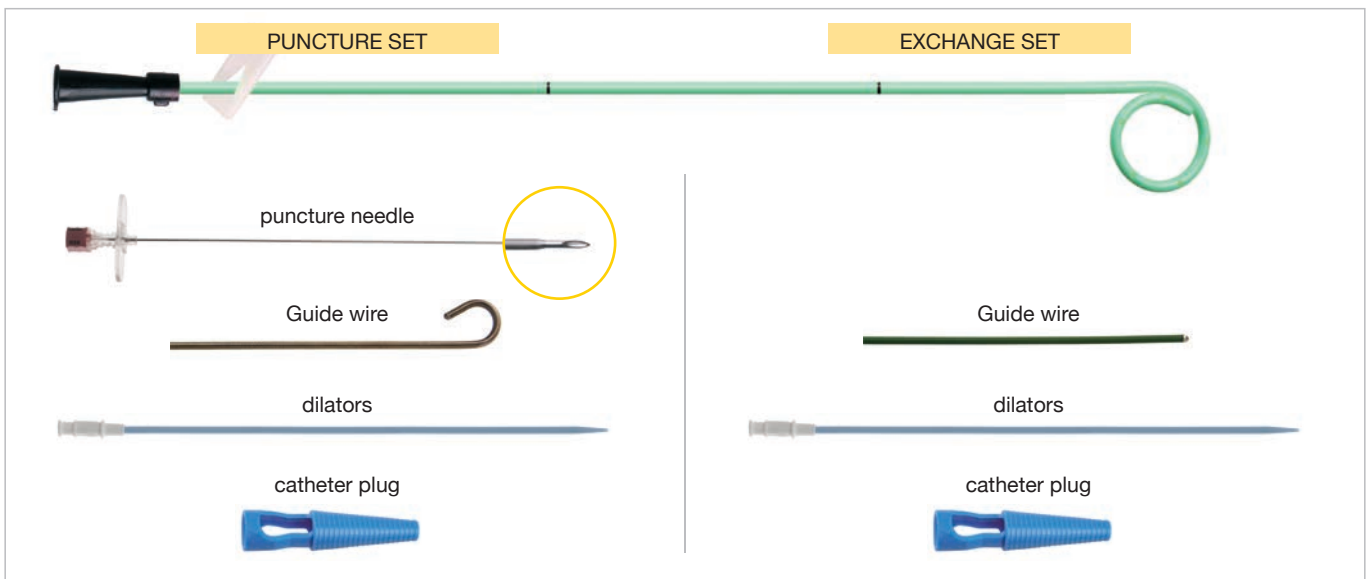 PUNCTURE SET
EXCHANGE SET
puncture needle
Guide wire
Guide wire
dilators
dilators
catheter plug
catheter plug